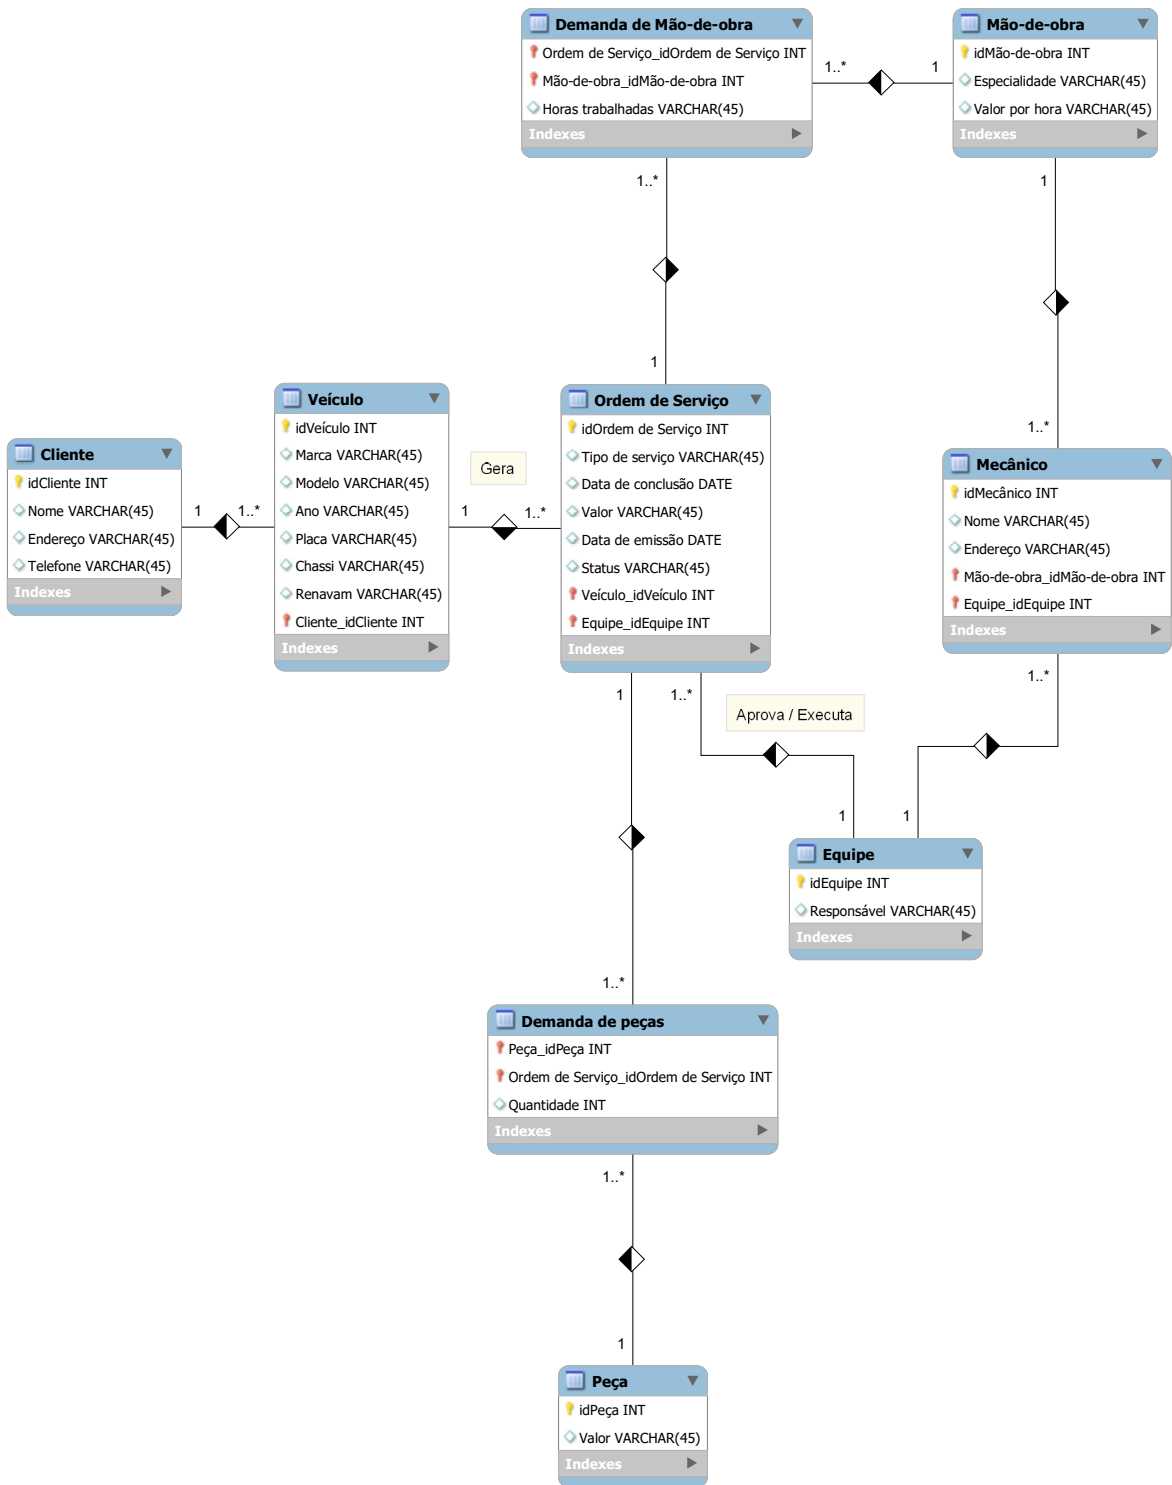 Demanda de Mão-de-obra
Ordem de Serviço_idOrdem de Serviço INT
Mão-de-obra_idMão-de-obra INT
Horas trabalhadas VARCHAR(45)
Indexes
1..*
1
Mão-de-obra
idMão-de-obra INT
Especialidade VARCHAR(45)
Valor por hora VARCHAR(45)
Indexes
1..*
1
1
1..*
Cliente
idCliente INT
Nome VARCHAR(45)
Endereço VARCHAR(45)
Telefone VARCHAR(45)
Indexes
1
1..*
Veículo
idVeículo INT
Marca VARCHAR(45)
Modelo VARCHAR(45)
Ano VARCHAR(45)
Placa VARCHAR(45)
Chassi VARCHAR(45)
Renavam VARCHAR(45)
Cliente_idCliente INT
Indexes
Gera
1
1..*
Ordem de Serviço
idOrdem de Serviço INT
Tipo de serviço VARCHAR(45)
Data de conclusão DATE
Valor VARCHAR(45)
Data de emissão DATE
Status VARCHAR(45)
Veículo_idVeículo INT
Equipe_idEquipe INT
Indexes
Mecânico
idMecânico INT
Nome VARCHAR(45)
Endereço VARCHAR(45)
Mão-de-obra_idMão-de-obra INT
Equipe_idEquipe INT
Indexes
1
1..*
Aprova / Executa
1..*
1
1
Equipe
idEquipe INT
Responsável VARCHAR(45)
Indexes
1..*
Demanda de peças
Peça_idPeça INT
Ordem de Serviço_idOrdem de Serviço INT
Quantidade INT
Indexes
1..*
1
Peça
idPeça INT
Valor VARCHAR(45)
Indexes